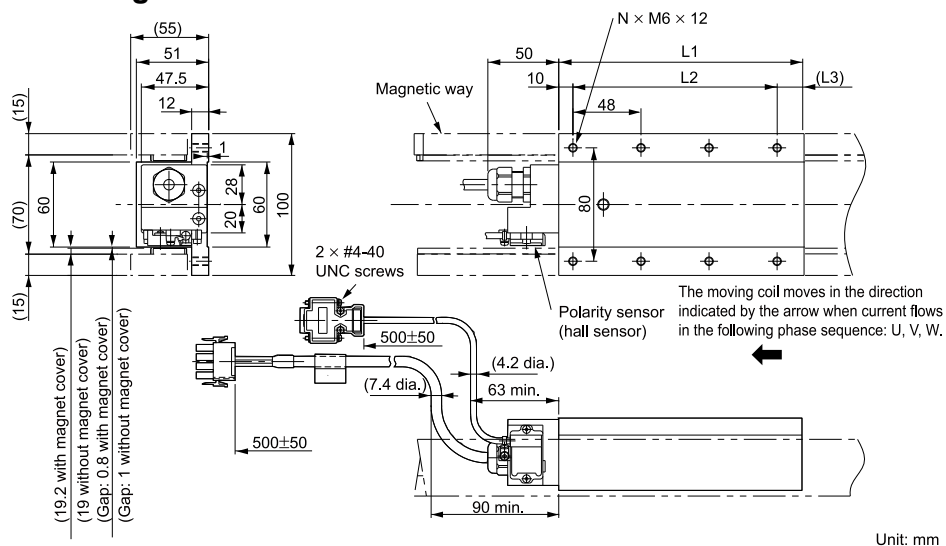 N × M6 × 12
(55)
51
47.5
12
50
L1
10
L2
(L3)
48
Magnetic way
(15)
1
60
(70)
28
20
60
100
80
(15)
2 × #4-40
UNC screws
Polarity sensor
(hall sensor)
The moving coil moves in the direction
indicated by the arrow when current flows
in the following phase sequence: U, V, W.
500±50
(4.2 dia.)
(7.4 dia.)
63 min.
500±50
90 min.
(19.2 with magnet cover)
(19 without magnet cover)
(Gap: 0.8 with magnet cover)
(Gap: 1 without magnet cover)
Unit: mm